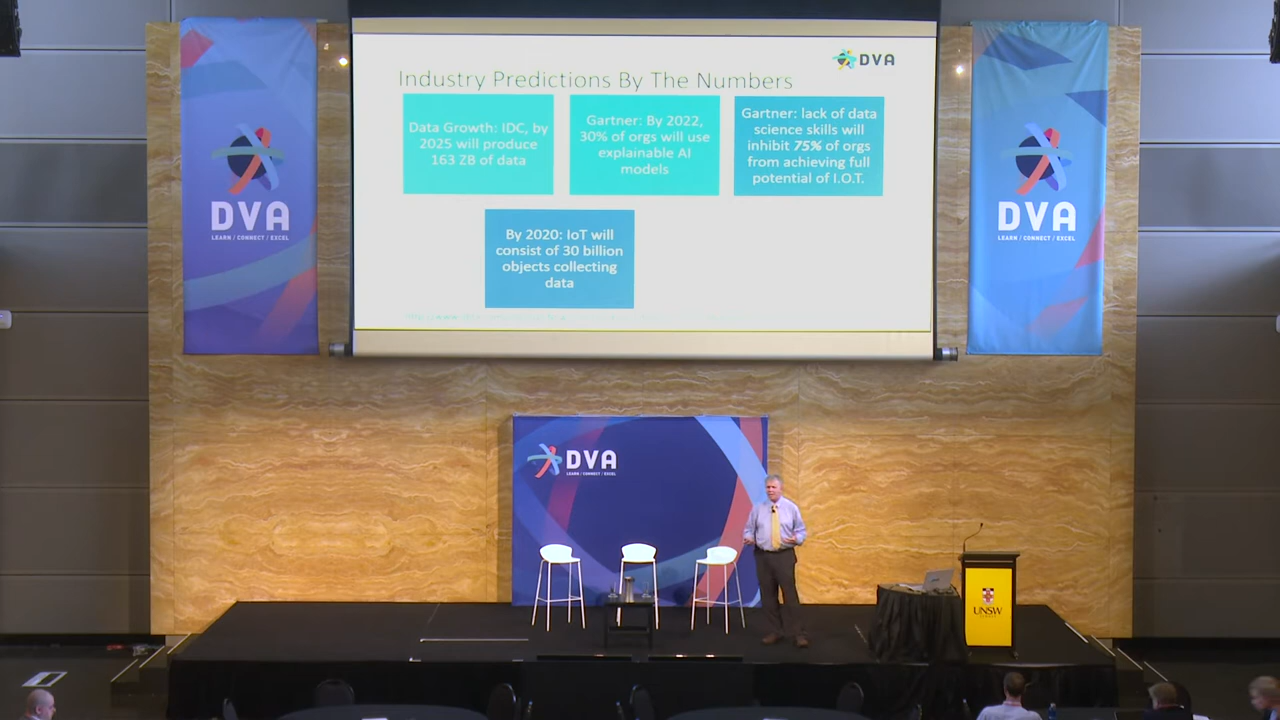 DVA
Industry Predictions By The Numbers
Data Growth: IDC, by
2025 will produce
163 ZB of data
Gartner: By 2022,
30% of orgs will use
explainable AI
models
Gartner: lack of data
science skills will
inhibit 75% of orgs
from achieving full
potential of I.O.T.
By 2020: IoT will
consist of 30 billion
objects collecting
data
DVA
LEARN / CONNECT / EXCEL
DVA
LEARN / CONNECT / EXCEL
DVA
LEARN / CONNECT / EXCEL
UNSW